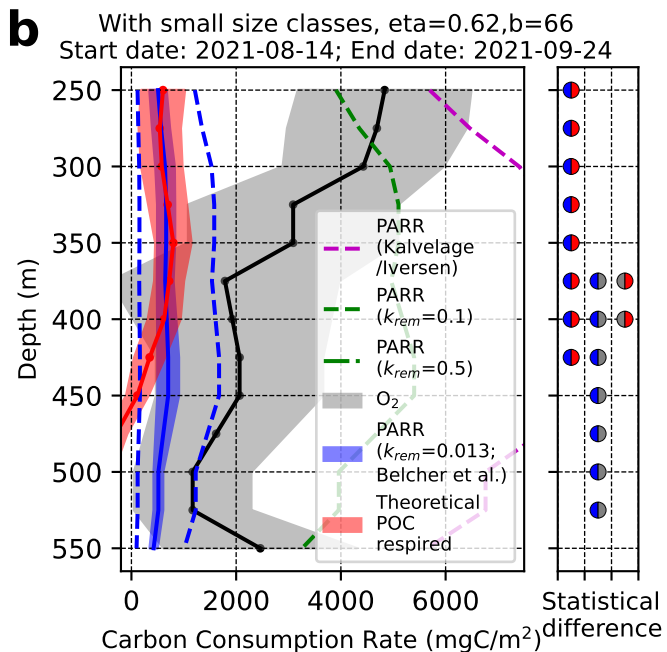 b
With small size classes, eta=0.62,b=66
Start date: 2021-08-14; End date: 2021-09-24
250
300
350
400
450
500
550
Depth (m)
PARR
(Kalvelage
/Iversen)
PARR
(k_rem=0.1)
PARR
(k_rem=0.5)
O₂
PARR
(k_rem=0.013;
Belcher et al.)
Theoretical
POC
respired
0 2000 4000 6000
Carbon Consumption Rate (mgC/m²)
Statistical
difference